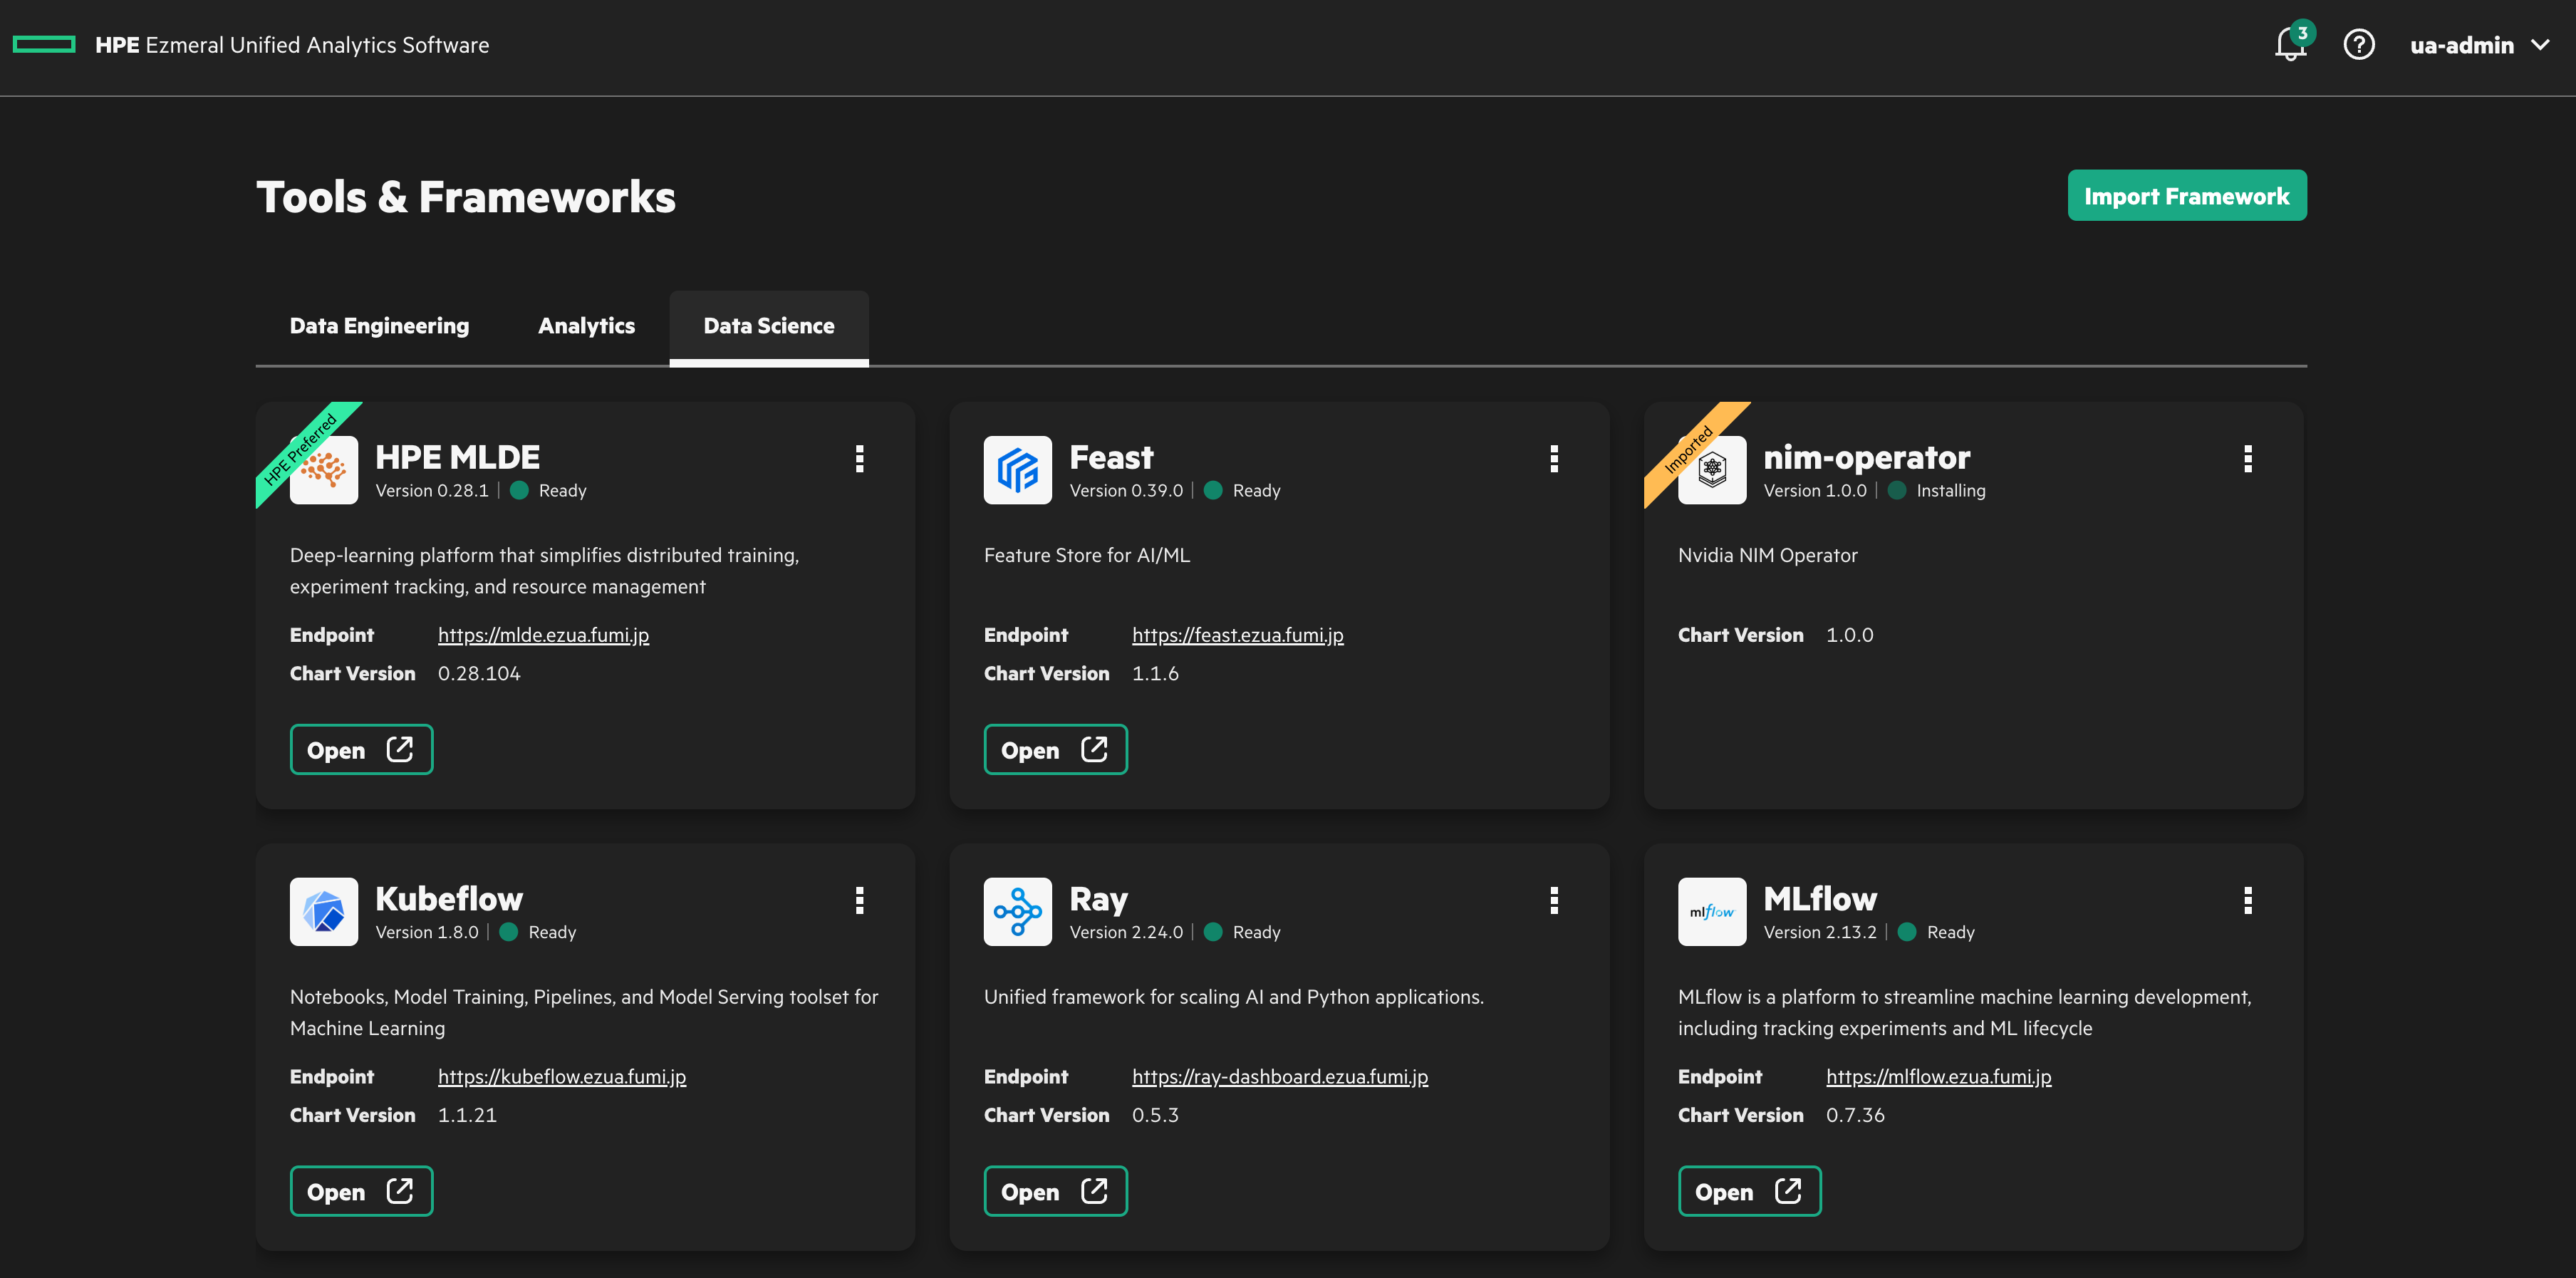 HPE Ezmeral Unified Analytics Software
3
ua-admin
Tools & Frameworks
Import Framework
Data Engineering
Analytics
Data Science
HPE Preferred
HPE MLDE
Version 0.28.1 | Ready
Deep-learning platform that simplifies distributed training,
experiment tracking, and resource management
Endpoint https://mlde.ezua.fumi.jp
Chart Version 0.28.104
Open
Feast
Version 0.39.0 | Ready
Feature Store for AI/ML
Endpoint https://feast.ezua.fumi.jp
Chart Version 1.1.6
Open
Imported
nim-operator
Version 1.0.0 | Installing
Nvidia NIM Operator
Chart Version 1.0.0
Kubeflow
Version 1.8.0 | Ready
Notebooks, Model Training, Pipelines, and Model Serving toolset for
Machine Learning
Endpoint https://kubeflow.ezua.fumi.jp
Chart Version 1.1.21
Open
Ray
Version 2.24.0 | Ready
Unified framework for scaling AI and Python applications.
Endpoint https://ray-dashboard.ezua.fumi.jp
Chart Version 0.5.3
Open
mlflow
MLflow
Version 2.13.2 | Ready
MLflow is a platform to streamline machine learning development,
including tracking experiments and ML lifecycle
Endpoint https://mlflow.ezua.fumi.jp
Chart Version 0.7.36
Open